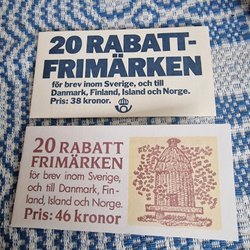 20 RABATT-
FRIMÄRKEN
för brev inom Sverige, och till
Danmark, Finland, Island och Norge.
Pris: 38 kronor.
20 RABATT
FRIMÄRKEN
för brev inom Sverige,
och till Danmark, Fin-
land, Island och Norge.
Pris: 46 kronor